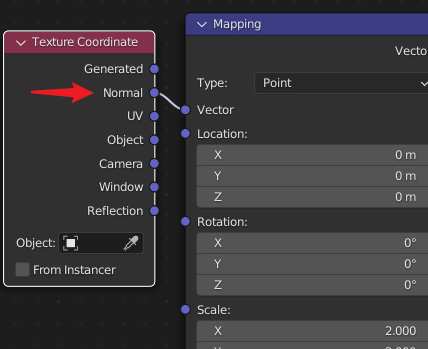 Texture Coordinate
Generated
Normal
UV
Object
Camera
Window
Reflection
Object:
From Instancer
Mapping
Vecto
Type:
Point
Vector
Location:
X 0 m
Y 0 m
Z 0 m
Rotation:
X 0°
Y 0°
Z 0°
Scale:
X 2.000